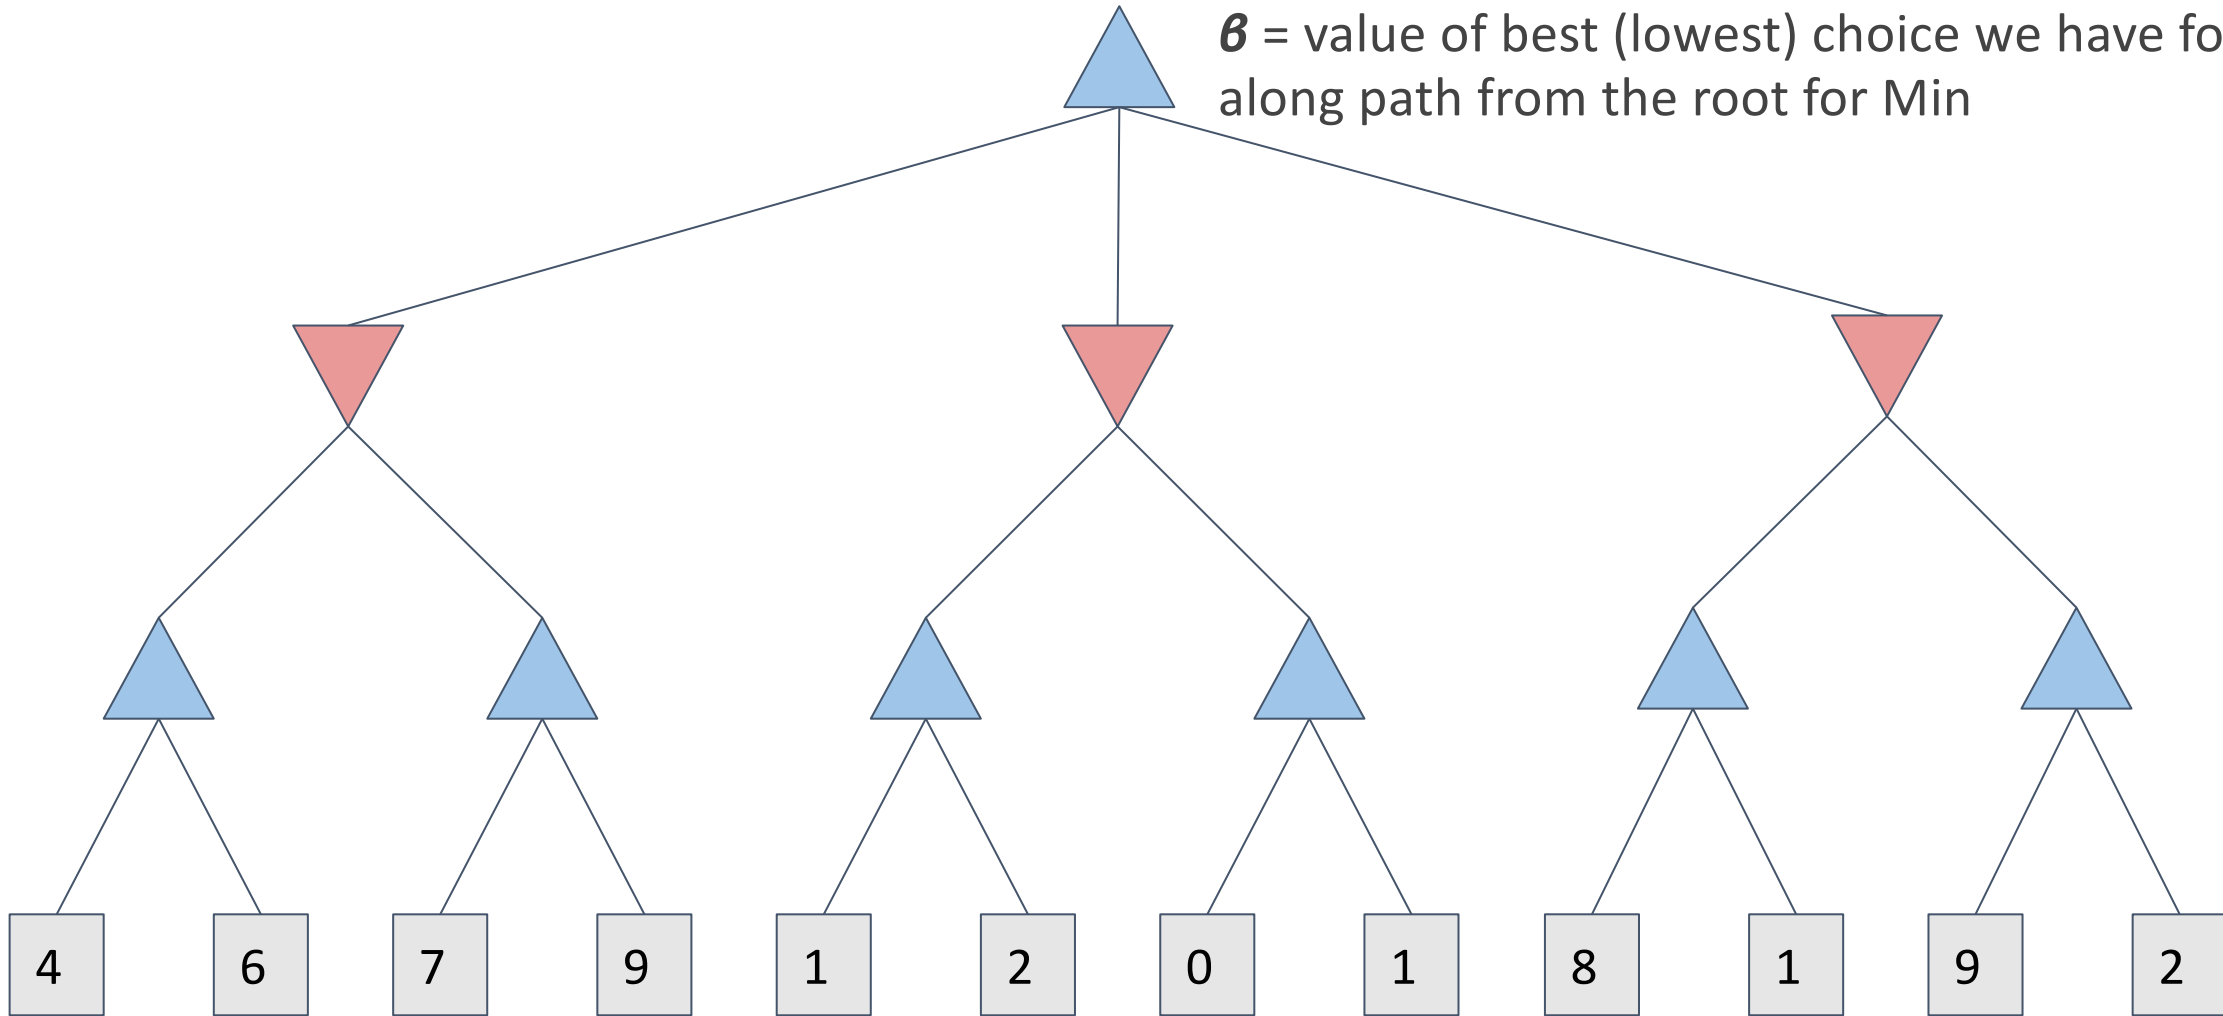 β = value of best (lowest) choice we have fo
along path from the root for Min
4 6 7 9 1 2 0 1 8 1 9 2